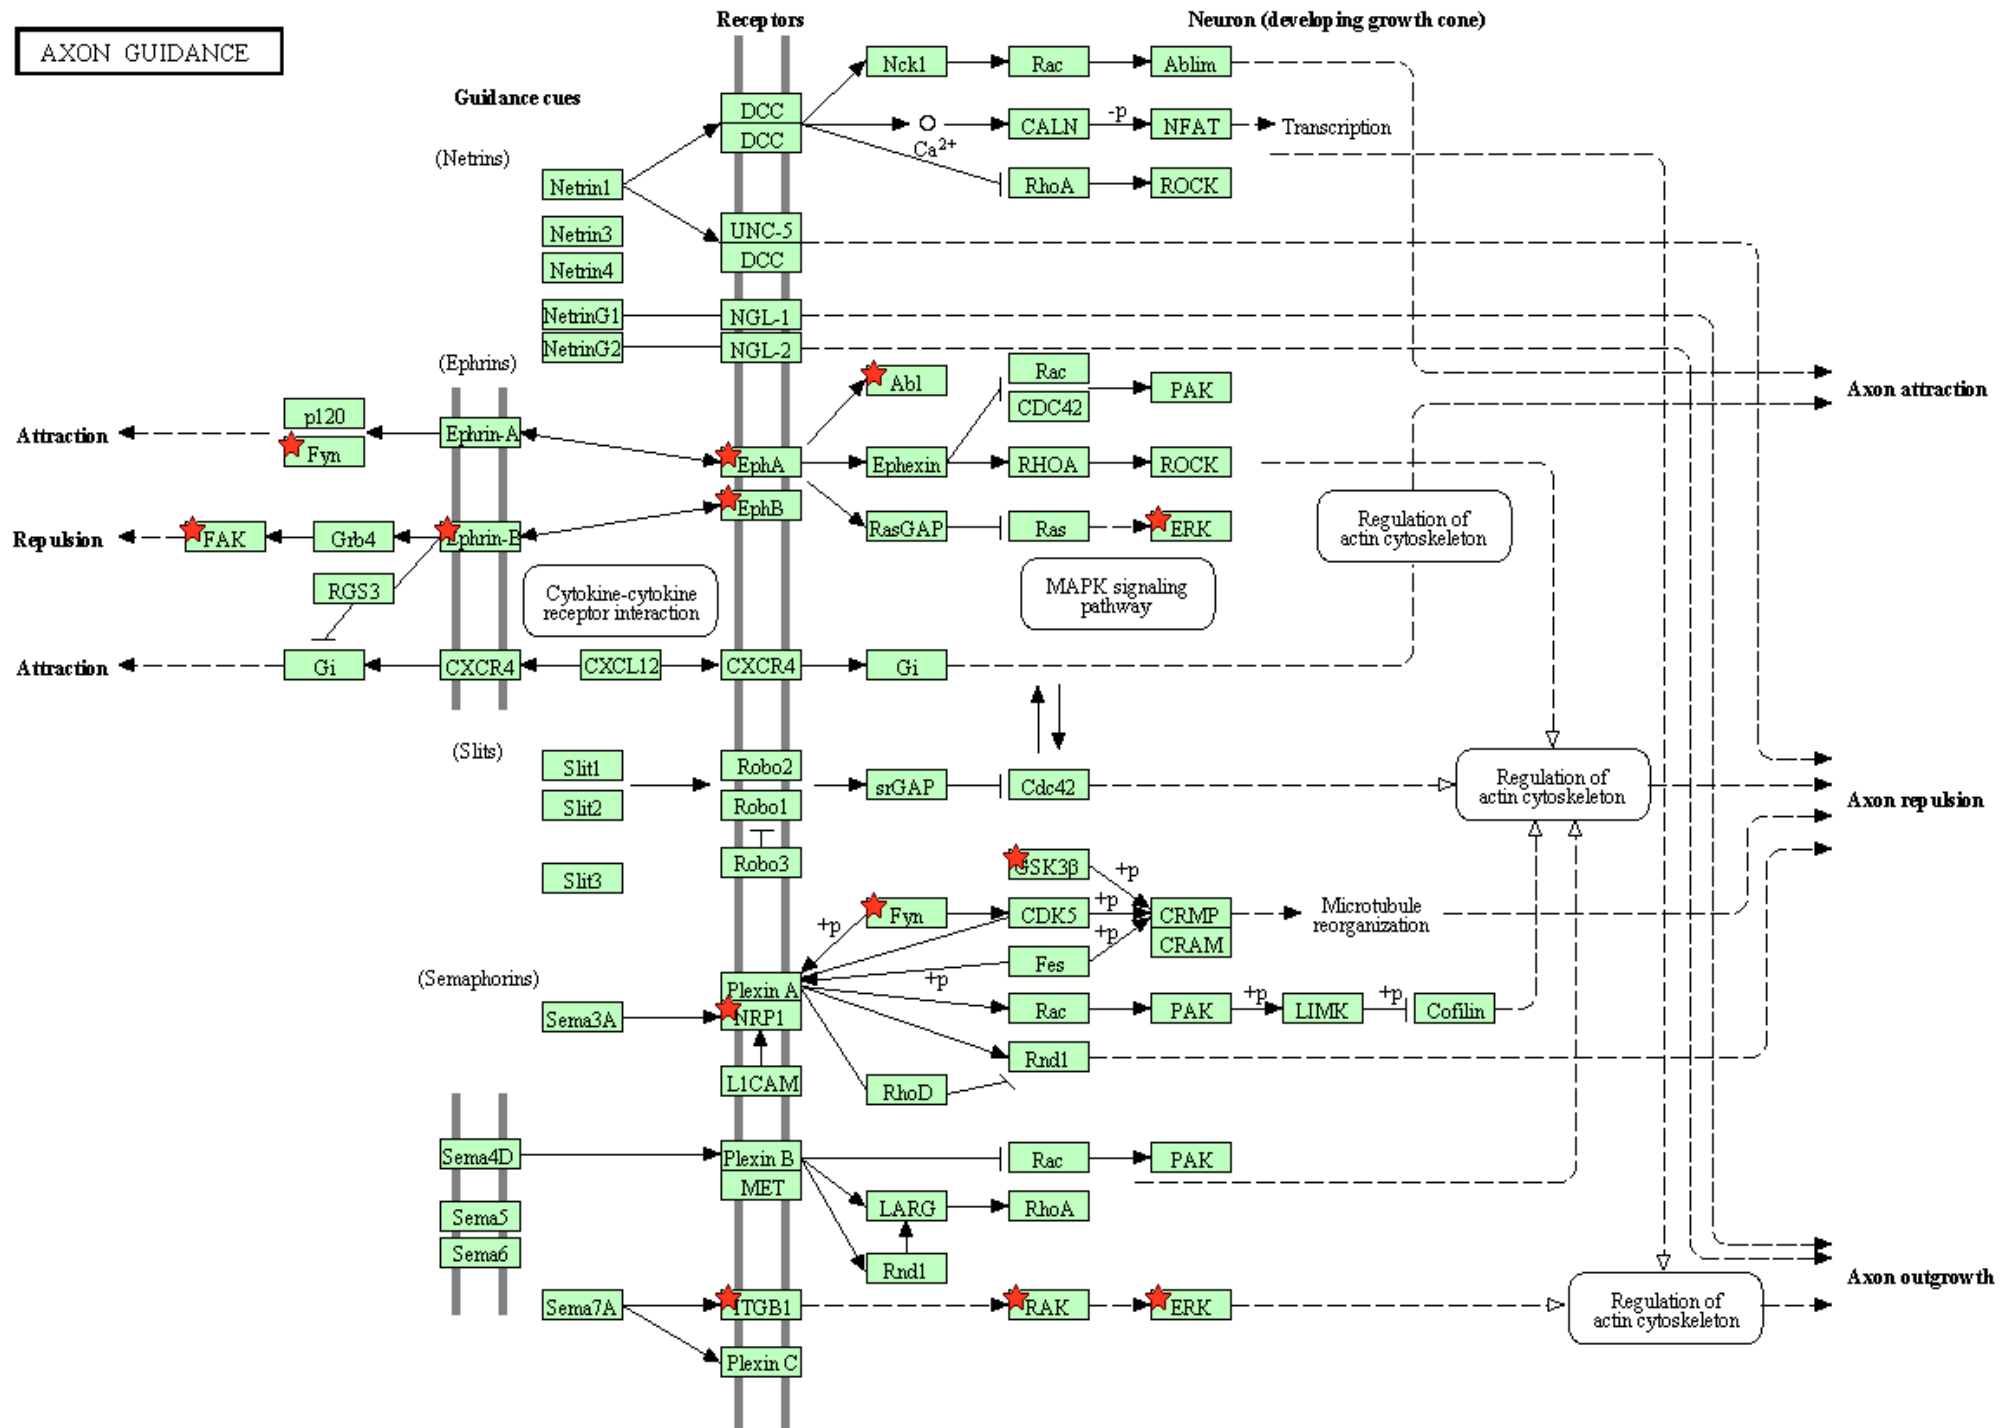 Receptors
Neuron (developing growth cone)
AXON GUIDANCE
Guidance cues
Nck1
Rac
Ablim
DCC
DCC
Ca2+
CALN
-p
NFAT
Transcription
(Netrins)
Netrin1
RhoA
ROCK
Netrin3
Netrin4
UNC-5
DCC
NetrinG1
NGL-1
NetrinG2
NGL-2
(Ephrins)
Abl
Rac
CDC42
PAK
Axon attraction
p120
Fyn
Attraction
Ephrin-A
EphA
Ephexin
RHOA
ROCK
EphB
Regulation of
actin cytoskeleton
Repulsion
FAK
Grb4
Ephrin-B
RasGAP
Ras
ERK
RGS3
Cytokine-cytokine
receptor interaction
MAPK signaling
pathway
Attraction
Gi
CXCR4
CXCL12
CXCR4
Gi
(Slits)
Slit1
Slit2
Robo2
Robo1
srGAP
Cdc42
Regulation of
actin cytoskeleton
Axon repulsion
Slit3
Robo3
GSK3β
+p
Fyn
+p
CDK5
+p
CRMP
CRAM
Microtubule
reorganization
Fes
+p
+p
(Semaphorins)
Sema3A
Plexin A
NRP1
Rac
PAK
+p
LIMK
+p
Cofilin
Rnd1
L1CAM
RhoD
Sema4D
Plexin B
MET
Rac
PAK
Sema5
Sema6
LARG
RhoA
Rnd1
Sema7A
ITGB1
RAK
ERK
Regulation of
actin cytoskeleton
Axon outgrowth
Plexin C